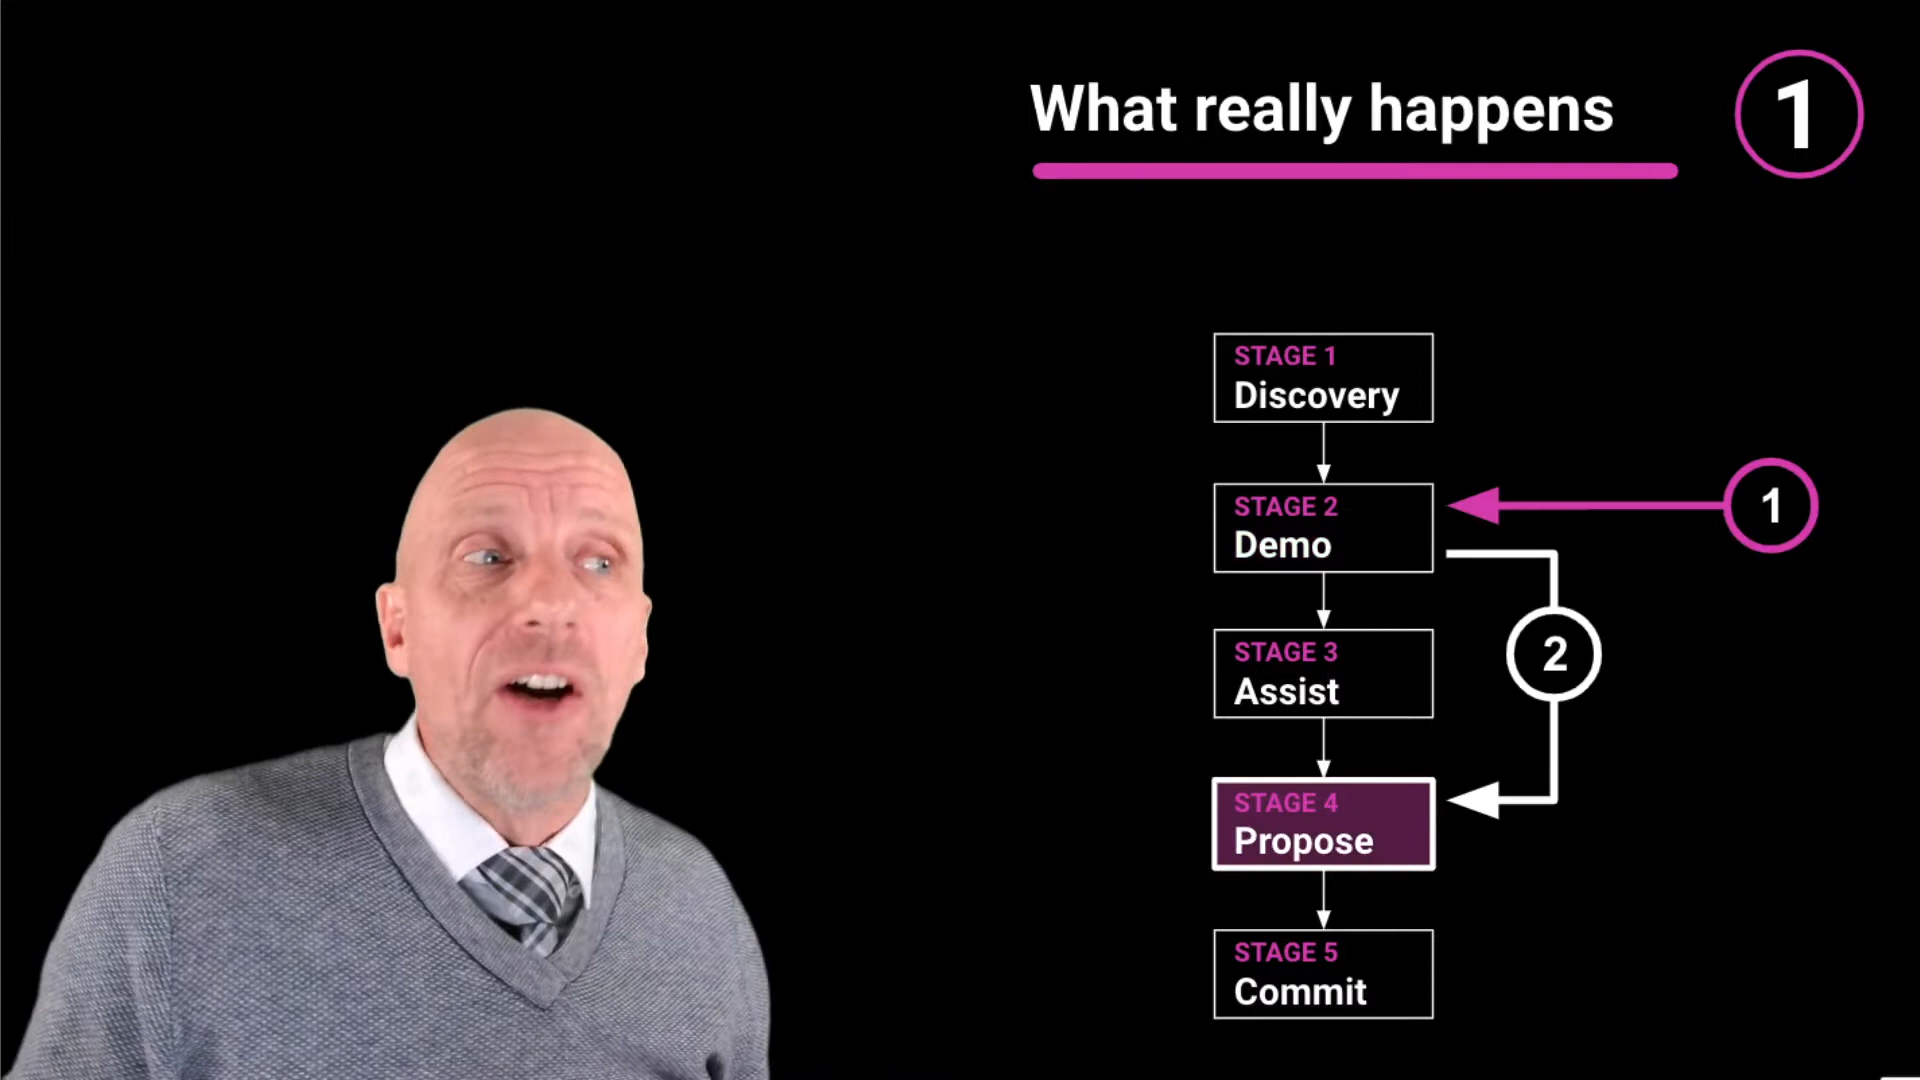 What really happens
1
STAGE 1
Discovery
STAGE 2
Demo
1
STAGE 3
Assist
2
STAGE 4
Propose
STAGE 5
Commit